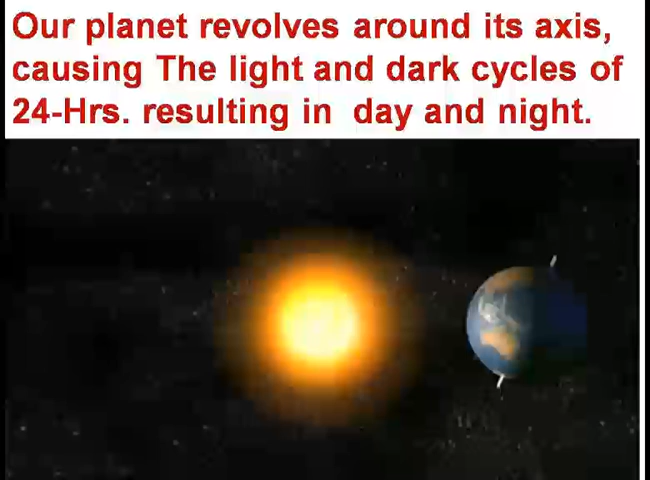 Our planet revolves around its axis,
causing The light and dark cycles of
24-Hrs. resulting in day and night.